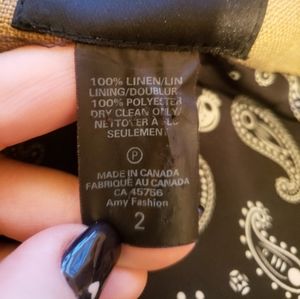 100% LINEN/LIN
LINING/DOUBLURE
100% POLYESTER
DRY CLEAN ONLY/
NETTOYER À SEC
SEULEMENT
P
MADE IN CANADA
FABRIQUÉ AU CANADA
CA 45756
Amy Fashion
2